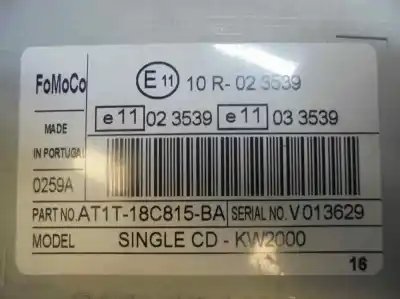 FoMoCo
E 11 10 R- 02 3539
MADE
IN PORTUGAL
e 11 02 3539 e 11 03 3539
0259A
PART NO. AT1T-18C815-BA SERIAL NO. V 013629
MODEL SINGLE CD - KW2000
16